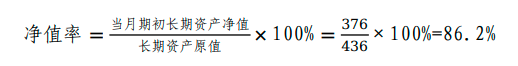 净值率 = 当月期初长期资产净值/长期资产原值 × 100% = 376/436 × 100%=86.2%